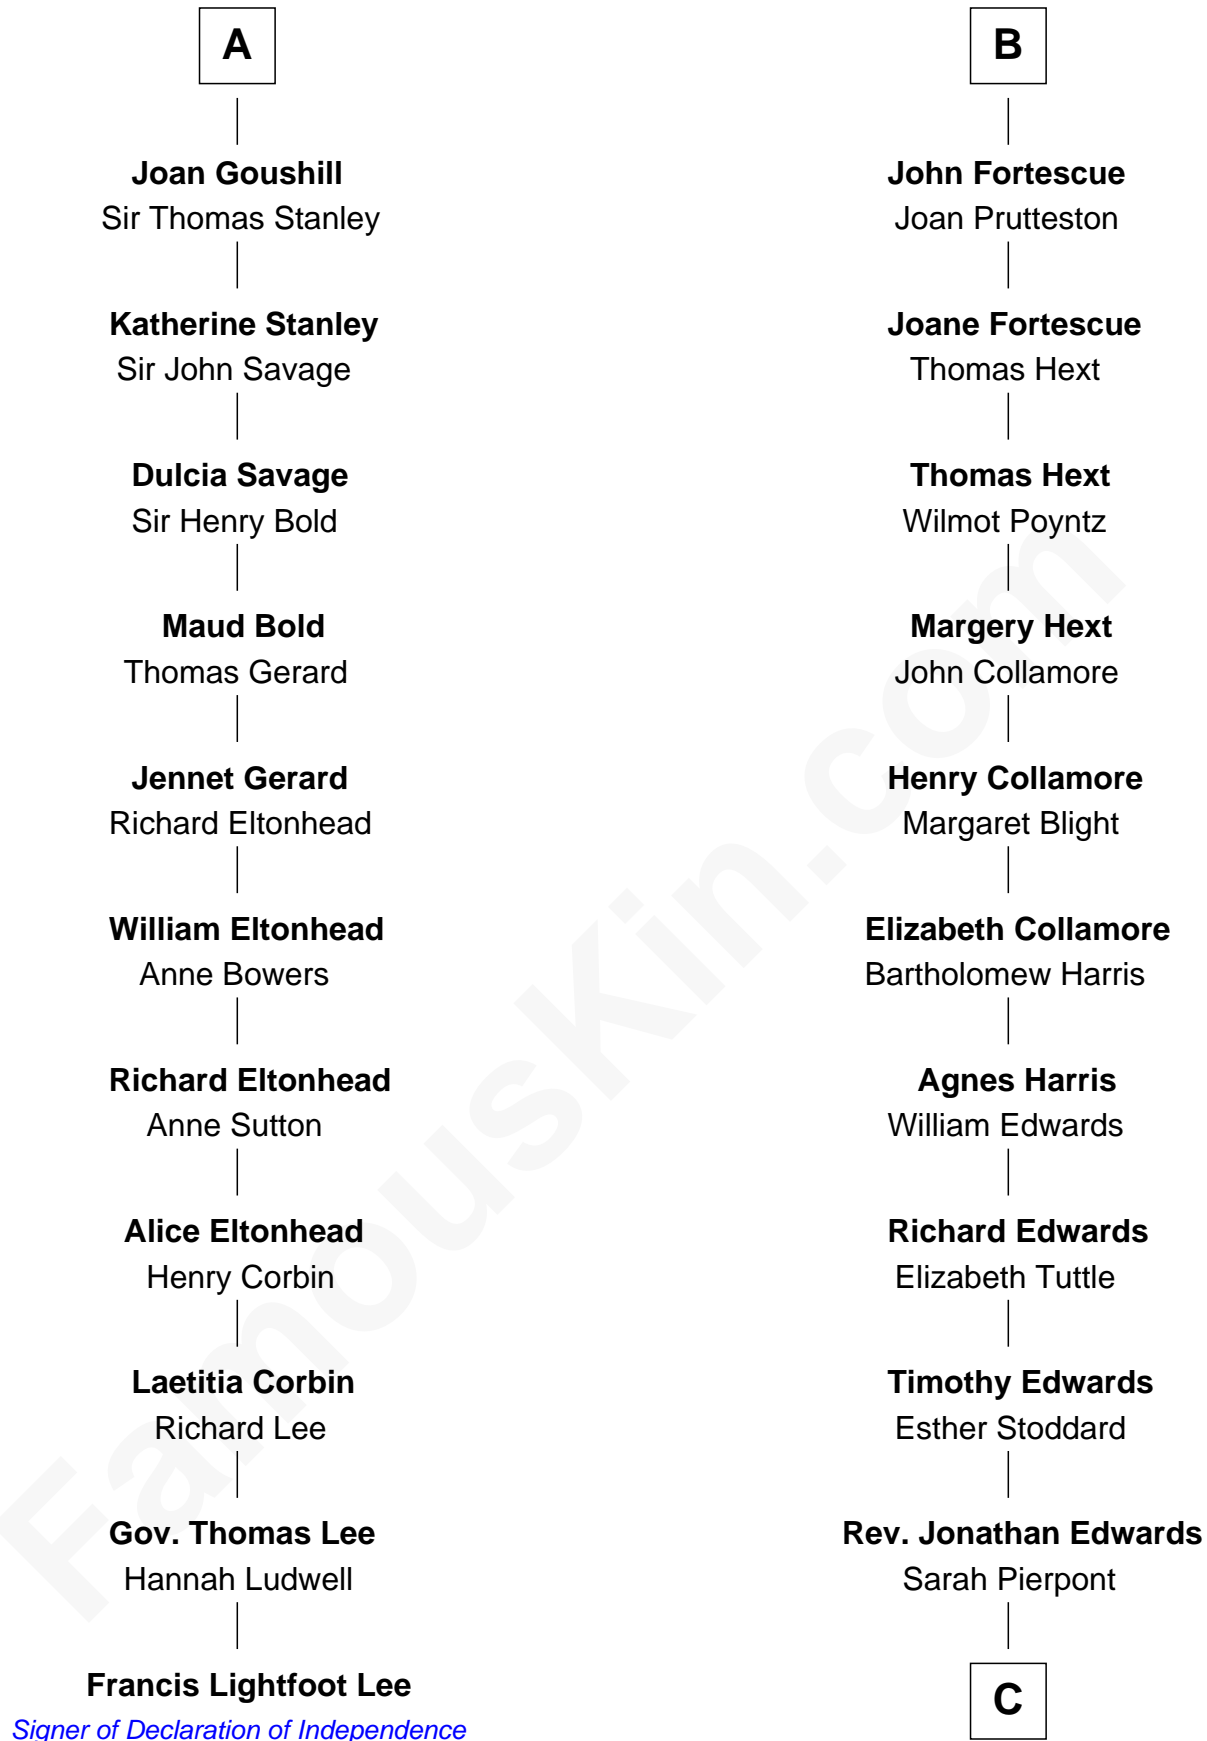 A
Joan Goushill
Sir Thomas Stanley
Katherine Stanley
Sir John Savage
Dulcia Savage
Sir Henry Bold
Maud Bold
Thomas Gerard
Jennet Gerard
Richard Eltonhead
William Eltonhead
Anne Bowers
Richard Eltonhead
Anne Sutton
Alice Eltonhead
Henry Corbin
Laetitia Corbin
Richard Lee
Gov. Thomas Lee
Hannah Ludwell
Francis Lightfoot Lee
Signer of Declaration of Independence
B
John Fortescue
Joan Prutteston
Joane Fortescue
Thomas Hext
Thomas Hext
Wilmot Poyntz
Margery Hext
John Collamore
Henry Collamore
Margaret Blight
Elizabeth Collamore
Bartholomew Harris
Agnes Harris
William Edwards
Richard Edwards
Elizabeth Tuttle
Timothy Edwards
Esther Stoddard
Rev. Jonathan Edwards
Sarah Pierpont
C
FamousKin.com